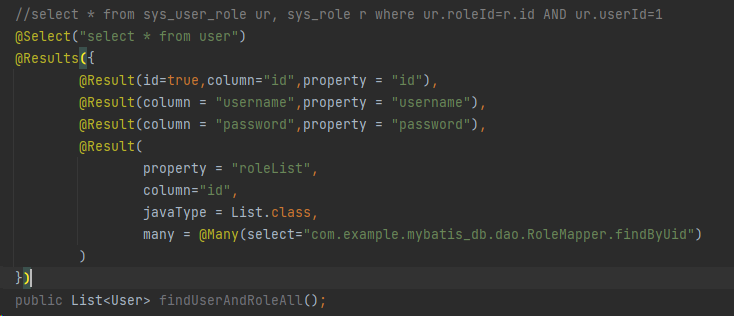 //select * from sys_user_role ur, sys_role r where ur.roleId=r.id AND ur.userId=1
@Select("select * from user")
@Results({
@Result(id=true,column="id",property = "id"),
@Result(column = "username",property = "username"),
@Result(column = "password",property = "password"),
@Result(
property = "roleList",
column="id",
javaType = List.class,
many = @Many(select="com.example.mybatis_db.dao.RoleMapper.findByUid")
)
})
public List<User> findUserAndRoleAll();